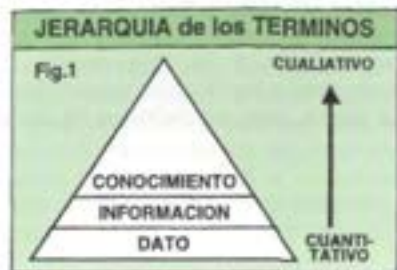 JERARQUIA de los TERMINOS
Fig.1
CUALIATIVO
CONOCIMIENTO
INFORMACION
DATO
CUANTI-
TATIVO